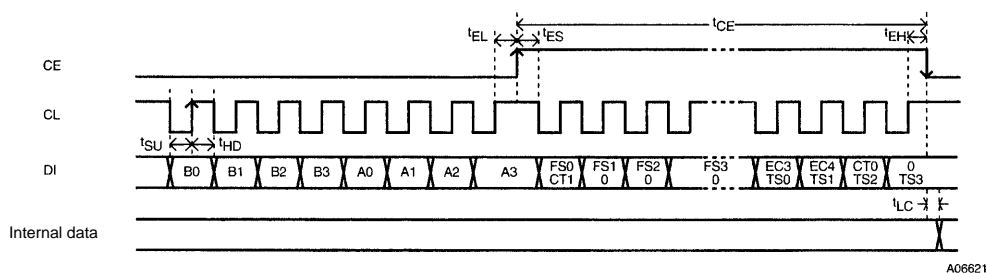 tCE
tEL tES tEH
CE
CL
tSU tHD
DI B0 B1 B2 B3 A0 A1 A2 A3 FS0 FS1 FS2 FS3 EC3 EC4 CT0 0
CT1 0 0 0 TS0 TS1 TS2 TS3
tLC
Internal data
A06621